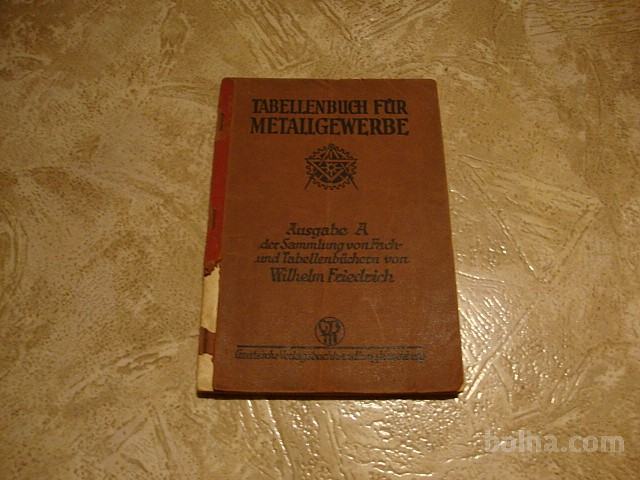 TABELLENBUCH FÜR
METALLGEWERBE
Ausgabe A
der Sammlung von Fach-
und Tabellenbüchern von
Wilhelm Friedrich
bolha.com